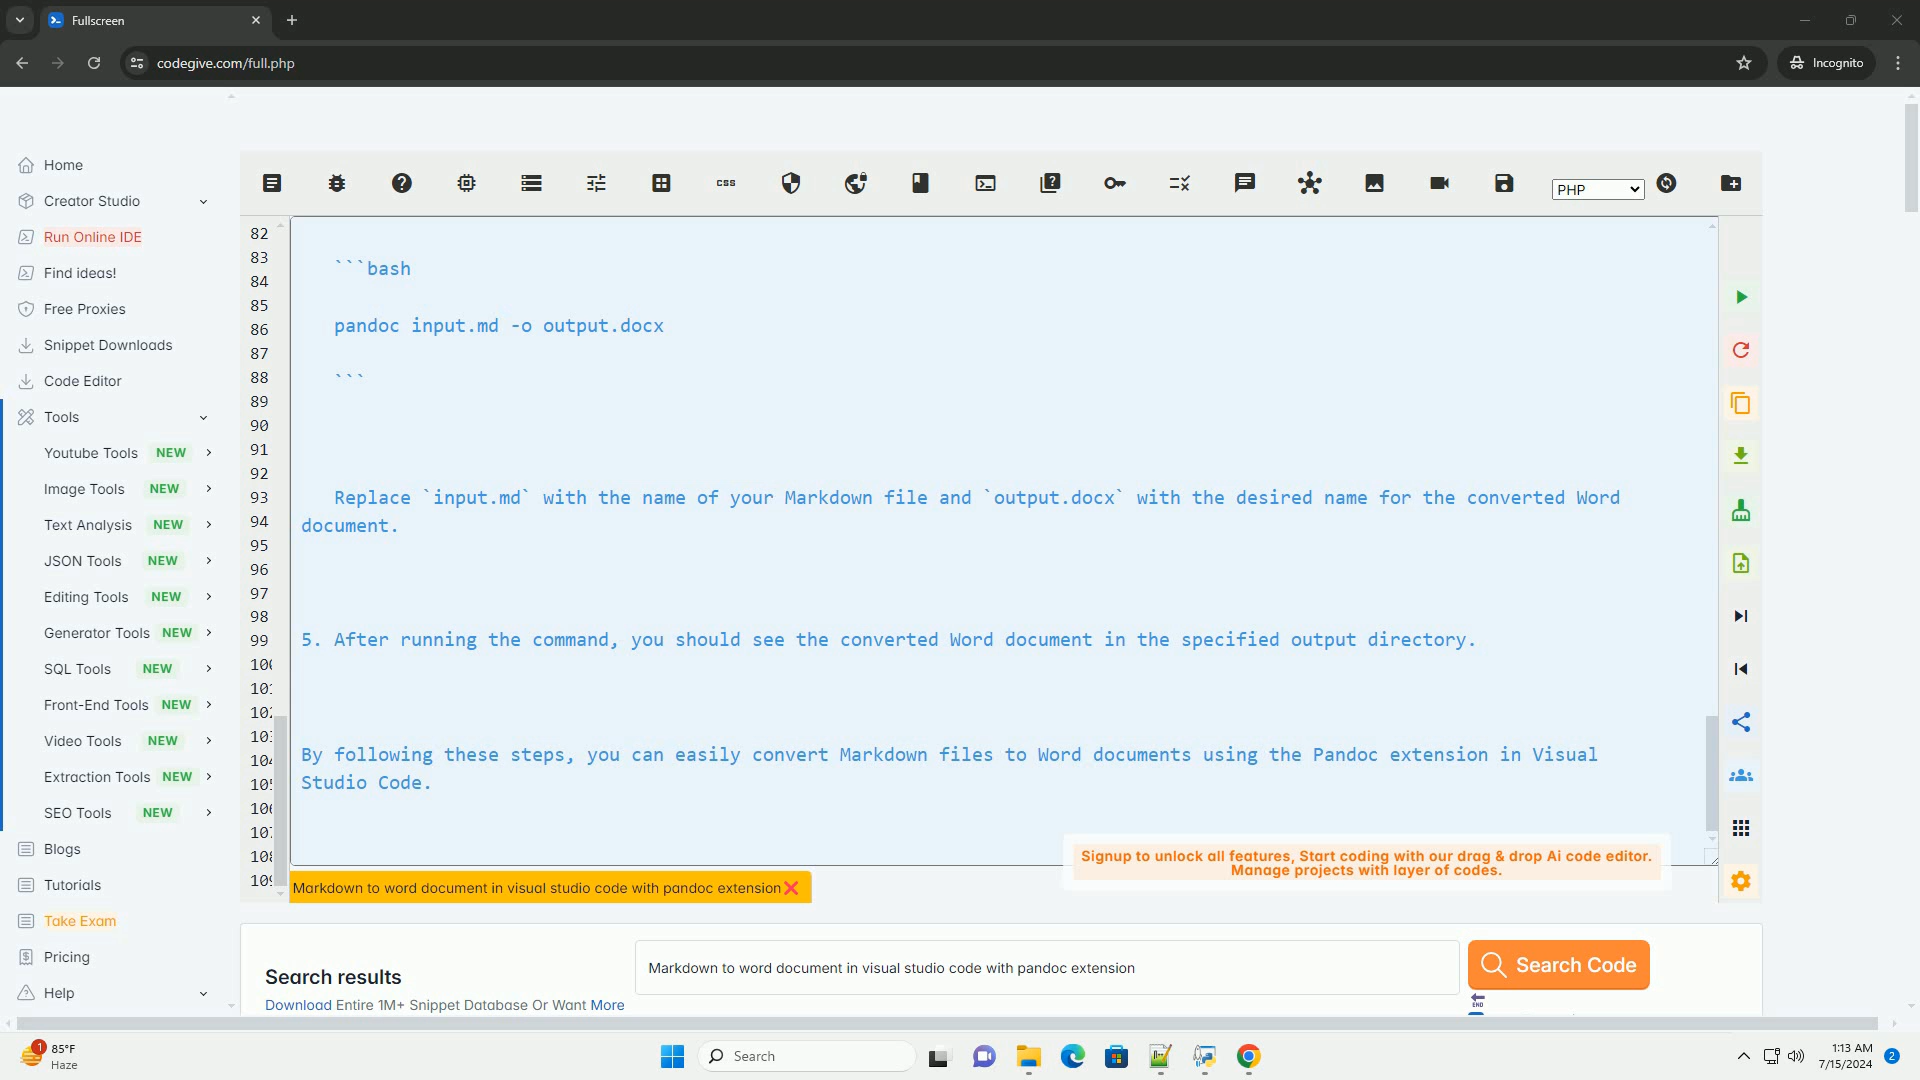 Fullscreen
codegive.com/full.php
Incognito
Home
Creator Studio
Run Online IDE
Find ideas!
Free Proxies
Snippet Downloads
Code Editor
Tools
Youtube Tools NEW
Image Tools NEW
Text Analysis NEW
JSON Tools NEW
Editing Tools NEW
Generator Tools NEW
SQL Tools NEW
Front-End Tools NEW
Video Tools NEW
Extraction Tools NEW
SEO Tools NEW
Blogs
Tutorials
Take Exam
Pricing
Help
css
PHP
82
83
84
85
86
87
88
89
90
91
92
93
94
95
96
97
98
99
```bash
pandoc input.md -o output.docx
```
Replace `input.md` with the name of your Markdown file and `output.docx` with the desired name for the converted Word
document.
5. After running the command, you should see the converted Word document in the specified output directory.
By following these steps, you can easily convert Markdown files to Word documents using the Pandoc extension in Visual
Studio Code.
Signup to unlock all features, Start coding with our drag & drop Ai code editor.
Manage projects with layer of codes.
Markdown to word document in visual studio code with pandoc extension
Search results
Download Entire 1M+ Snippet Database Or Want More
Markdown to word document in visual studio code with pandoc extension
Search Code
END
1
85°F
Haze
Search
1:13 AM
7/15/2024
2